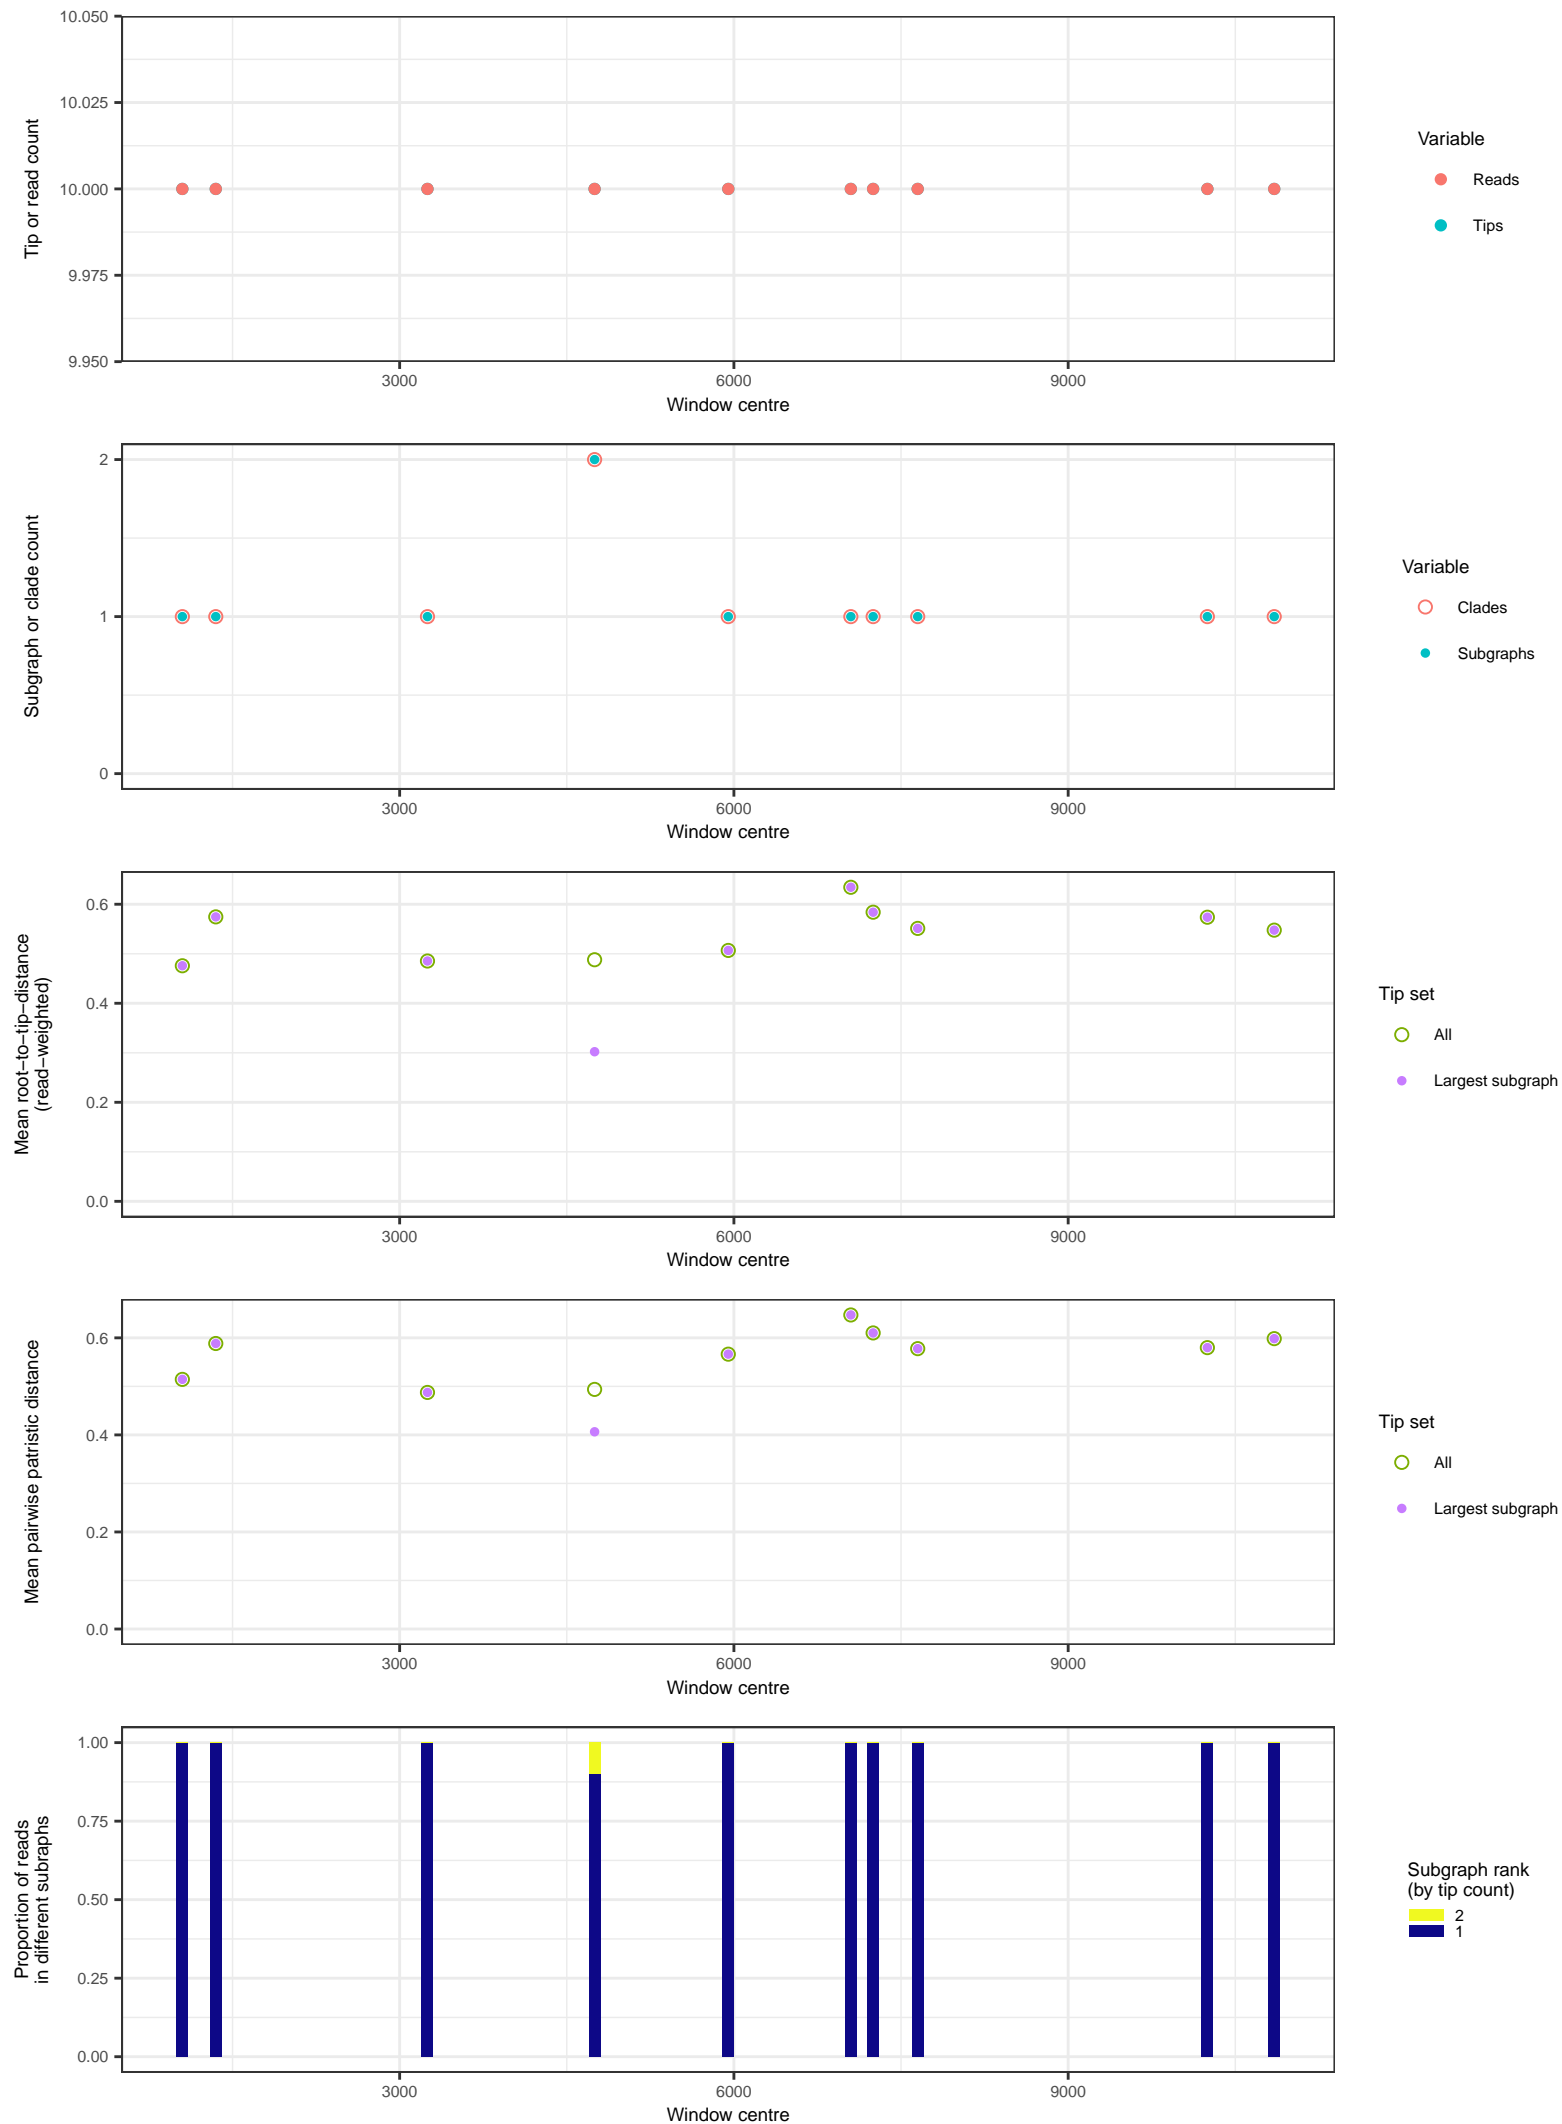 10.050
10.025
10.000
9.975
9.950
Tip or read count
3000 6000 9000
Window centre
Variable
Reads
Tips
2
1
0
Subgraph or clade count
3000 6000 9000
Window centre
Variable
Clades
Subgraphs
0.6
0.4
0.2
0.0
Mean root−to−tip−distance
(read−weighted)
3000 6000 9000
Window centre
Tip set
All
Largest subgraph
0.6
0.4
0.2
0.0
Mean pairwise patristic distance
3000 6000 9000
Window centre
Tip set
All
Largest subgraph
1.00
0.75
0.50
0.25
0.00
Proportion of reads
in different subraphs
3000 6000 9000
Window centre
Subgraph rank
(by tip count)
2
1